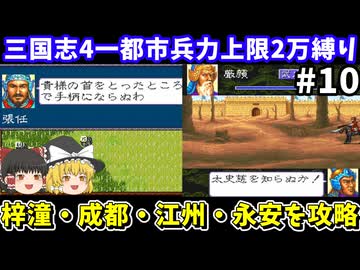 三国志4一都市兵力上限2万縛り
#10
貴様の首をとったところ
で手柄にならぬわ
張任
厳顔
太史慈を知らぬか!
梓潼・成都・江州・永安を攻略